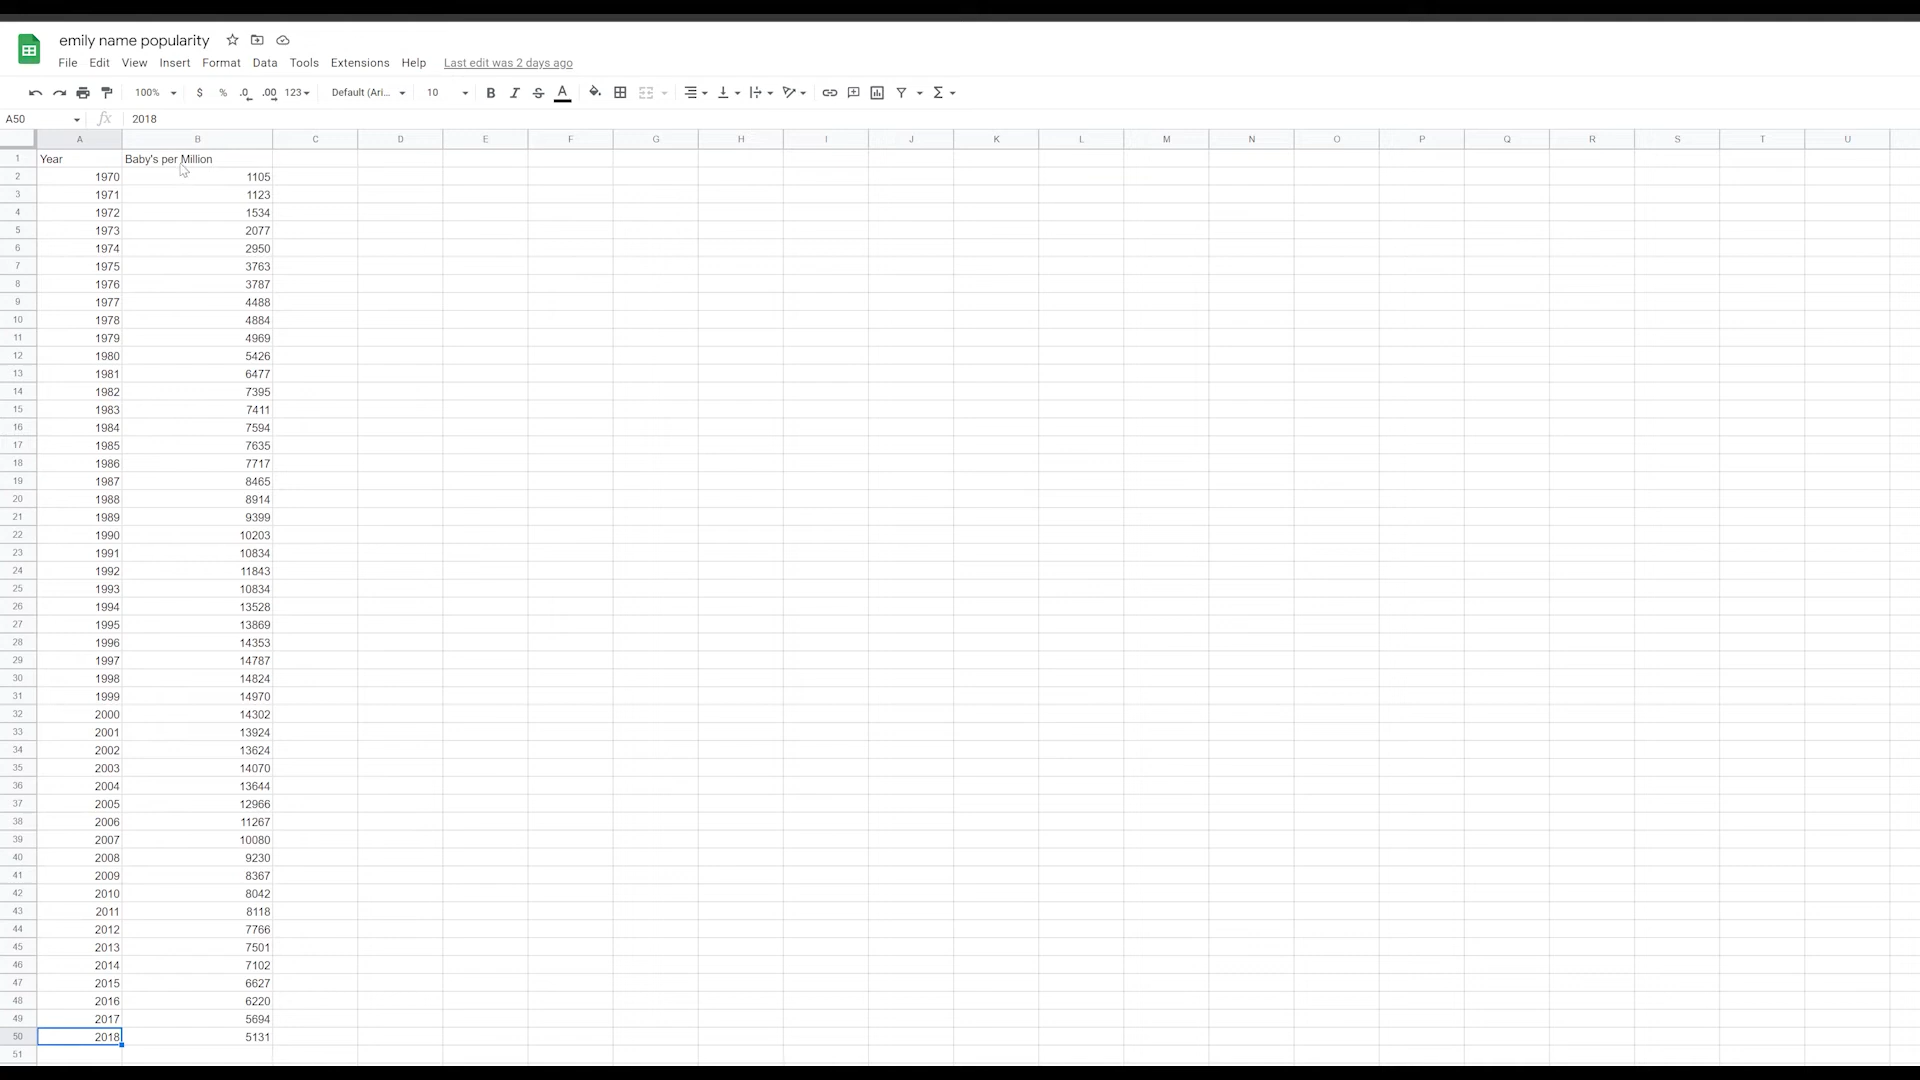 emily name popularity
File Edit View Insert Format Data Tools Extensions Help Last edit was 2 days ago
100% $ % .0 .00 123 Default (Ari... 10 B I S A Σ
A50 fx 2018
A B C D E F G H I J K L M N O P Q R S T U
1 Year Baby's per Million
2 1970 1105
3 1971 1123
4 1972 1534
5 1973 2077
6 1974 2950
7 1975 3763
8 1976 3787
9 1977 4488
10 1978 4884
11 1979 4969
12 1980 5426
13 1981 6477
14 1982 7395
15 1983 7411
16 1984 7594
17 1985 7635
18 1986 7717
19 1987 8465
20 1988 8914
21 1989 9399
22 1990 10203
23 1991 10834
24 1992 11843
25 1993 10834
26 1994 13528
27 1995 13869
28 1996 14353
29 1997 14787
30 1998 14824
31 1999 14970
32 2000 14302
33 2001 13924
34 2002 13624
35 2003 14070
36 2004 13644
37 2005 12966
38 2006 11267
39 2007 10080
40 2008 9230
41 2009 8367
42 2010 8042
43 2011 8118
44 2012 7766
45 2013 7501
46 2014 7102
47 2015 6627
48 2016 6220
49 2017 5694
50 2018 5131
51